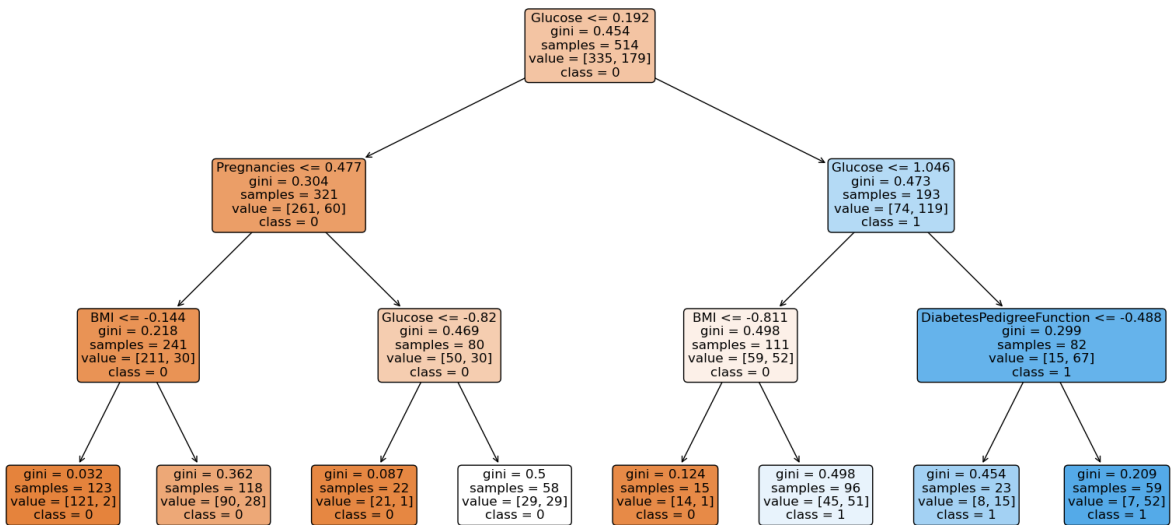 Glucose <= 0.192
gini = 0.454
samples = 514
value = [335, 179]
class = 0
Pregnancies <= 0.477
gini = 0.304
samples = 321
value = [261, 60]
class = 0
Glucose <= 1.046
gini = 0.473
samples = 193
value = [74, 119]
class = 1
BMI <= -0.144
gini = 0.218
samples = 241
value = [211, 30]
class = 0
Glucose <= -0.82
gini = 0.469
samples = 80
value = [50, 30]
class = 0
BMI <= -0.811
gini = 0.498
samples = 111
value = [59, 52]
class = 0
DiabetesPedigreeFunction <= -0.488
gini = 0.299
samples = 82
value = [15, 67]
class = 1
gini = 0.032
samples = 123
value = [121, 2]
class = 0
gini = 0.362
samples = 118
value = [90, 28]
class = 0
gini = 0.087
samples = 22
value = [21, 1]
class = 0
gini = 0.5
samples = 58
value = [29, 29]
class = 0
gini = 0.124
samples = 15
value = [14, 1]
class = 0
gini = 0.498
samples = 96
value = [45, 51]
class = 1
gini = 0.454
samples = 23
value = [8, 15]
class = 1
gini = 0.209
samples = 59
value = [7, 52]
class = 1